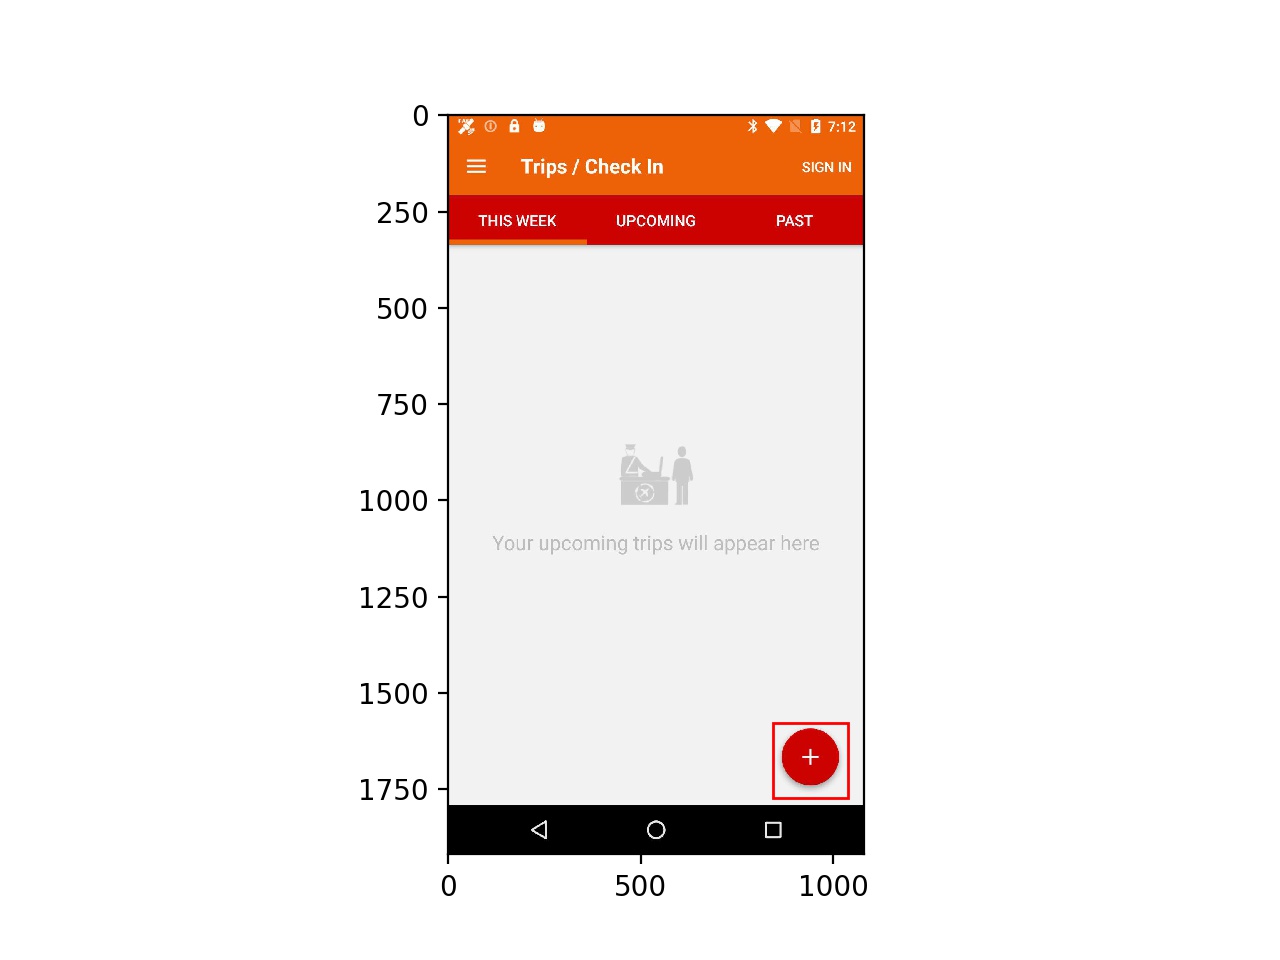 0
7:12
Trips / Check In
SIGN IN
250
THIS WEEK UPCOMING PAST
500
750
1000
Your upcoming trips will appear here
1250
1500
+
1750
0 500 1000